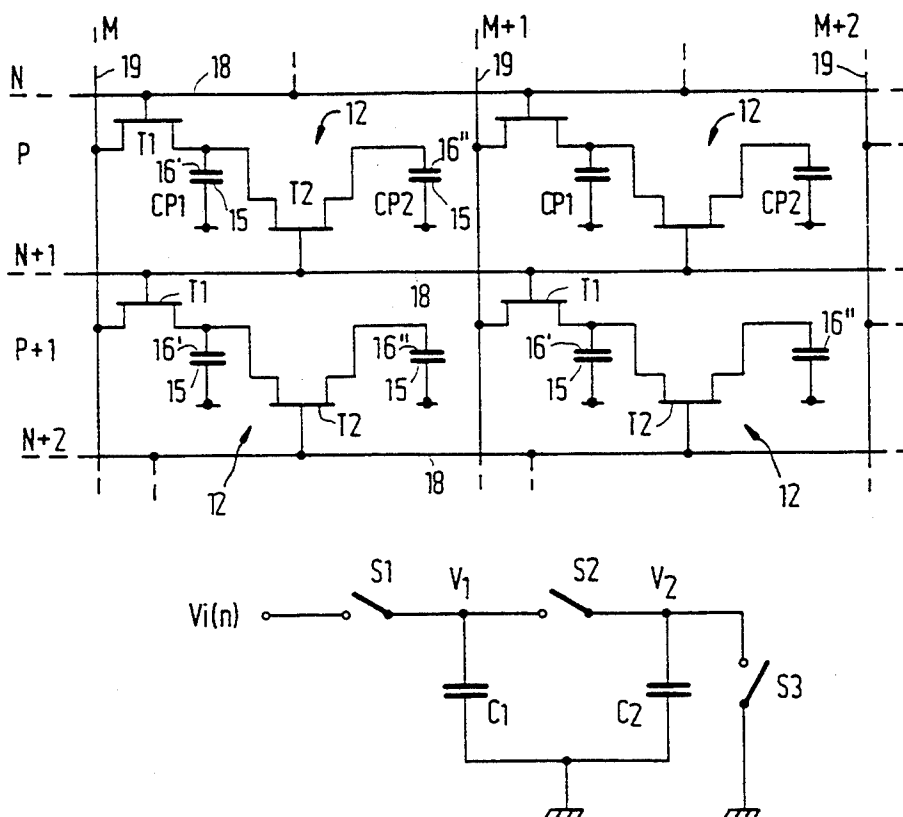 M M+1 M+2
19 18 19 19
N
12 12
P T1 16' 16" 16"
CP1 15 T2 CP2 15 CP1 CP2
N+1
T1 18 T1
P+1 16' 16" 16' 16"
15 15 15
T2 T2
N+2
12 18 12
S1 V1 S2 V2
Vi(n)
C1 C2 S3